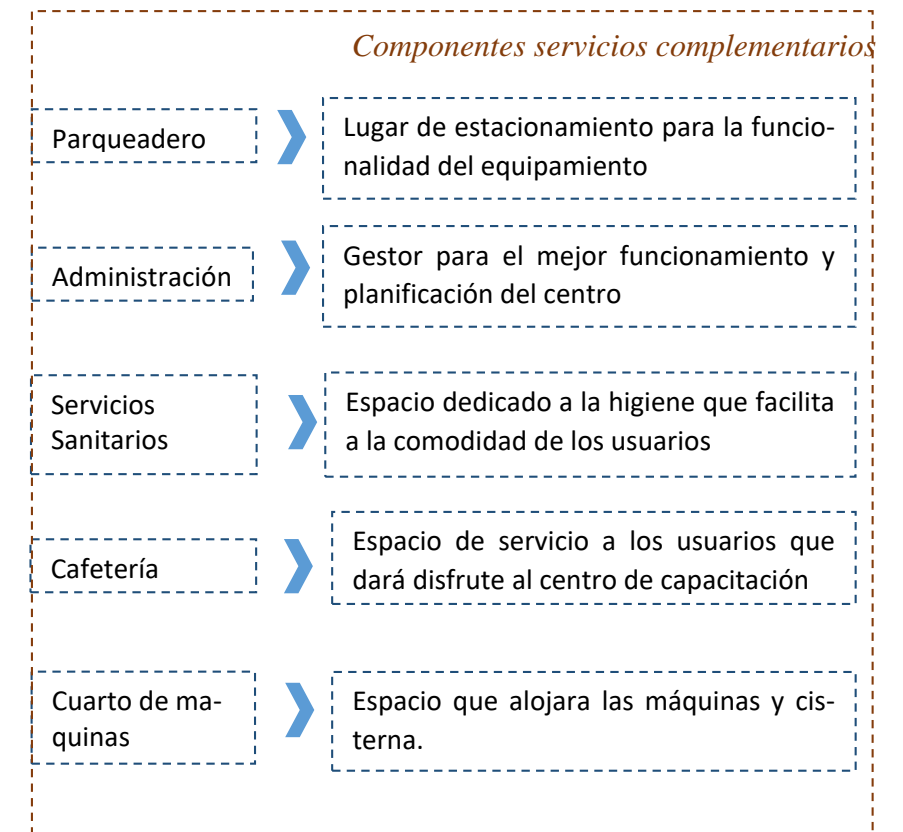 Componentes servicios complementarios
Parqueadero
Lugar de estacionamiento para la funcio-
nalidad del equipamiento
Administración
Gestor para el mejor funcionamiento y
planificación del centro
Servicios
Sanitarios
Espacio dedicado a la higiene que facilita
a la comodidad de los usuarios
Cafetería
Espacio de servicio a los usuarios que
dará disfrute al centro de capacitación
Cuarto de ma-
quinas
Espacio que alojara las máquinas y cis-
terna.